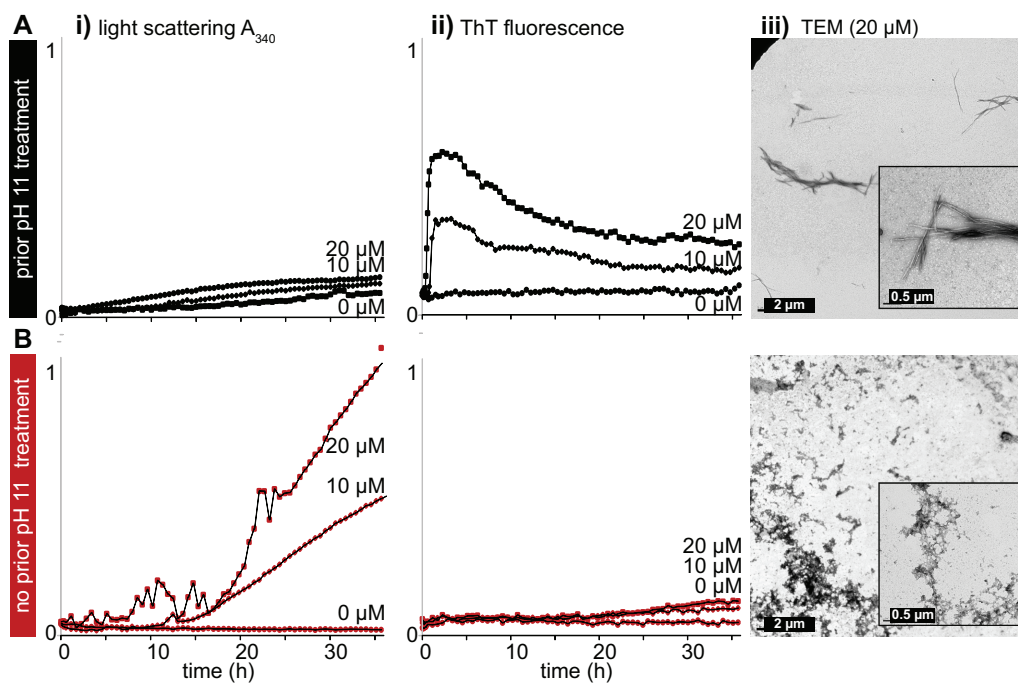 A
i) light scattering A340
ii) ThT fluorescence
iii) TEM (20 μM)
prior pH 11 treatment
1
20 μM
10 μM
0 μM
0
1
20 μM
10 μM
0 μM
0
2 μm
0.5 μm
B
no prior pH 11 treatment
1
20 μM
10 μM
0 μM
0
0 10 20 30
time (h)
1
20 μM
10 μM
0 μM
0
0 10 20 30
time (h)
2 μm
0.5 μm